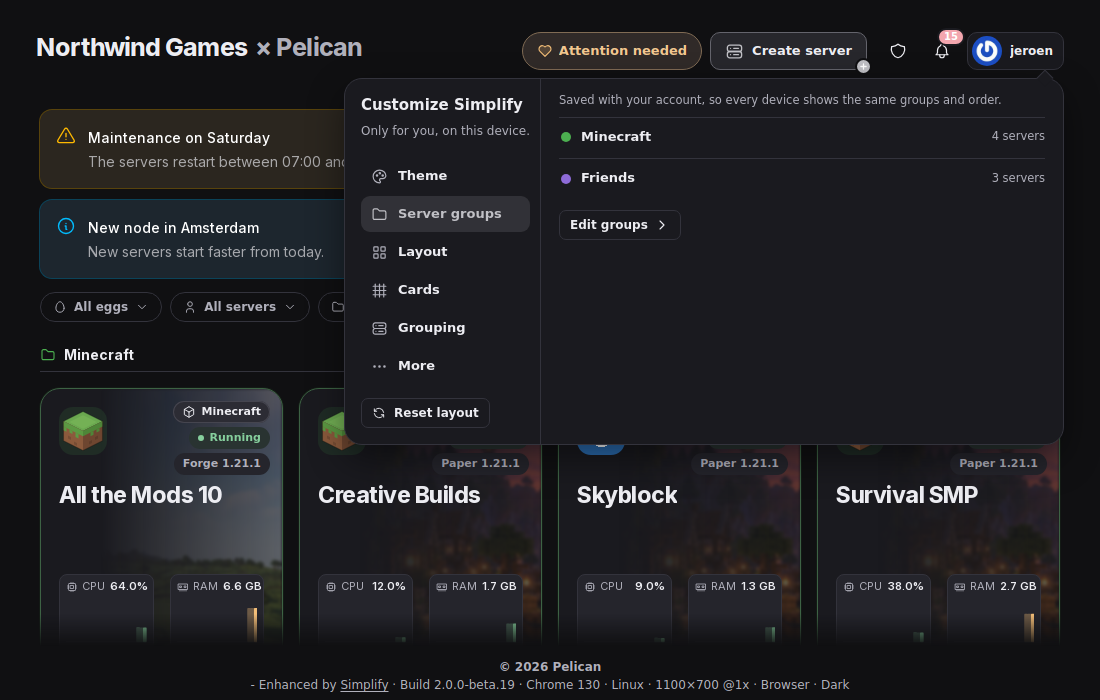 Northwind Games × Pelican
Attention needed
Create server
15
jeroen
Maintenance on Saturday
The servers restart between 07:00 and
New node in Amsterdam
New servers start faster from today.
All eggs
All servers
Customize Simplify
Only for you, on this device.
Theme
Server groups
Layout
Cards
Grouping
More
Reset layout
Saved with your account, so every device shows the same groups and order.
Minecraft 4 servers
Friends 3 servers
Edit groups
Minecraft
Minecraft
Running
Forge 1.21.1
All the Mods 10
CPU 64.0% RAM 6.6 GB
Paper 1.21.1
Creative Builds
CPU 12.0% RAM 1.7 GB
Paper 1.21.1
Skyblock
CPU 9.0% RAM 1.3 GB
Paper 1.21.1
Survival SMP
CPU 38.0% RAM 2.7 GB
© 2026 Pelican
- Enhanced by Simplify · Build 2.0.0-beta.19 · Chrome 130 · Linux · 1100×700 @1x · Browser · Dark